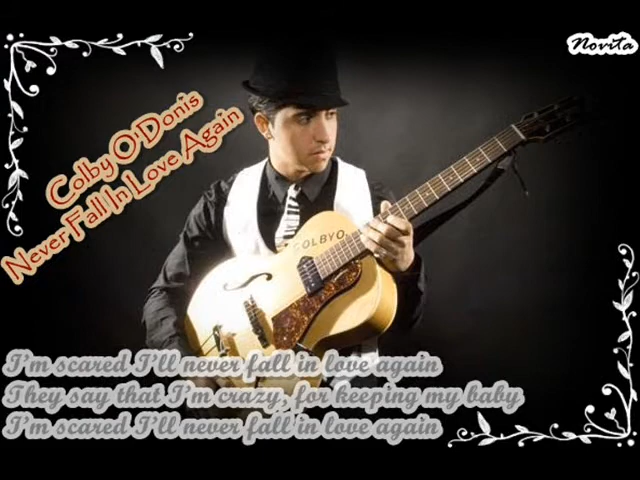 Novita
Colby O'Donis
Never Fall In Love Again
COLBYO
I'm scared I'll never fall in love again
They say that I'm crazy, for keeping my baby
I'm scared I'll never fall in love again